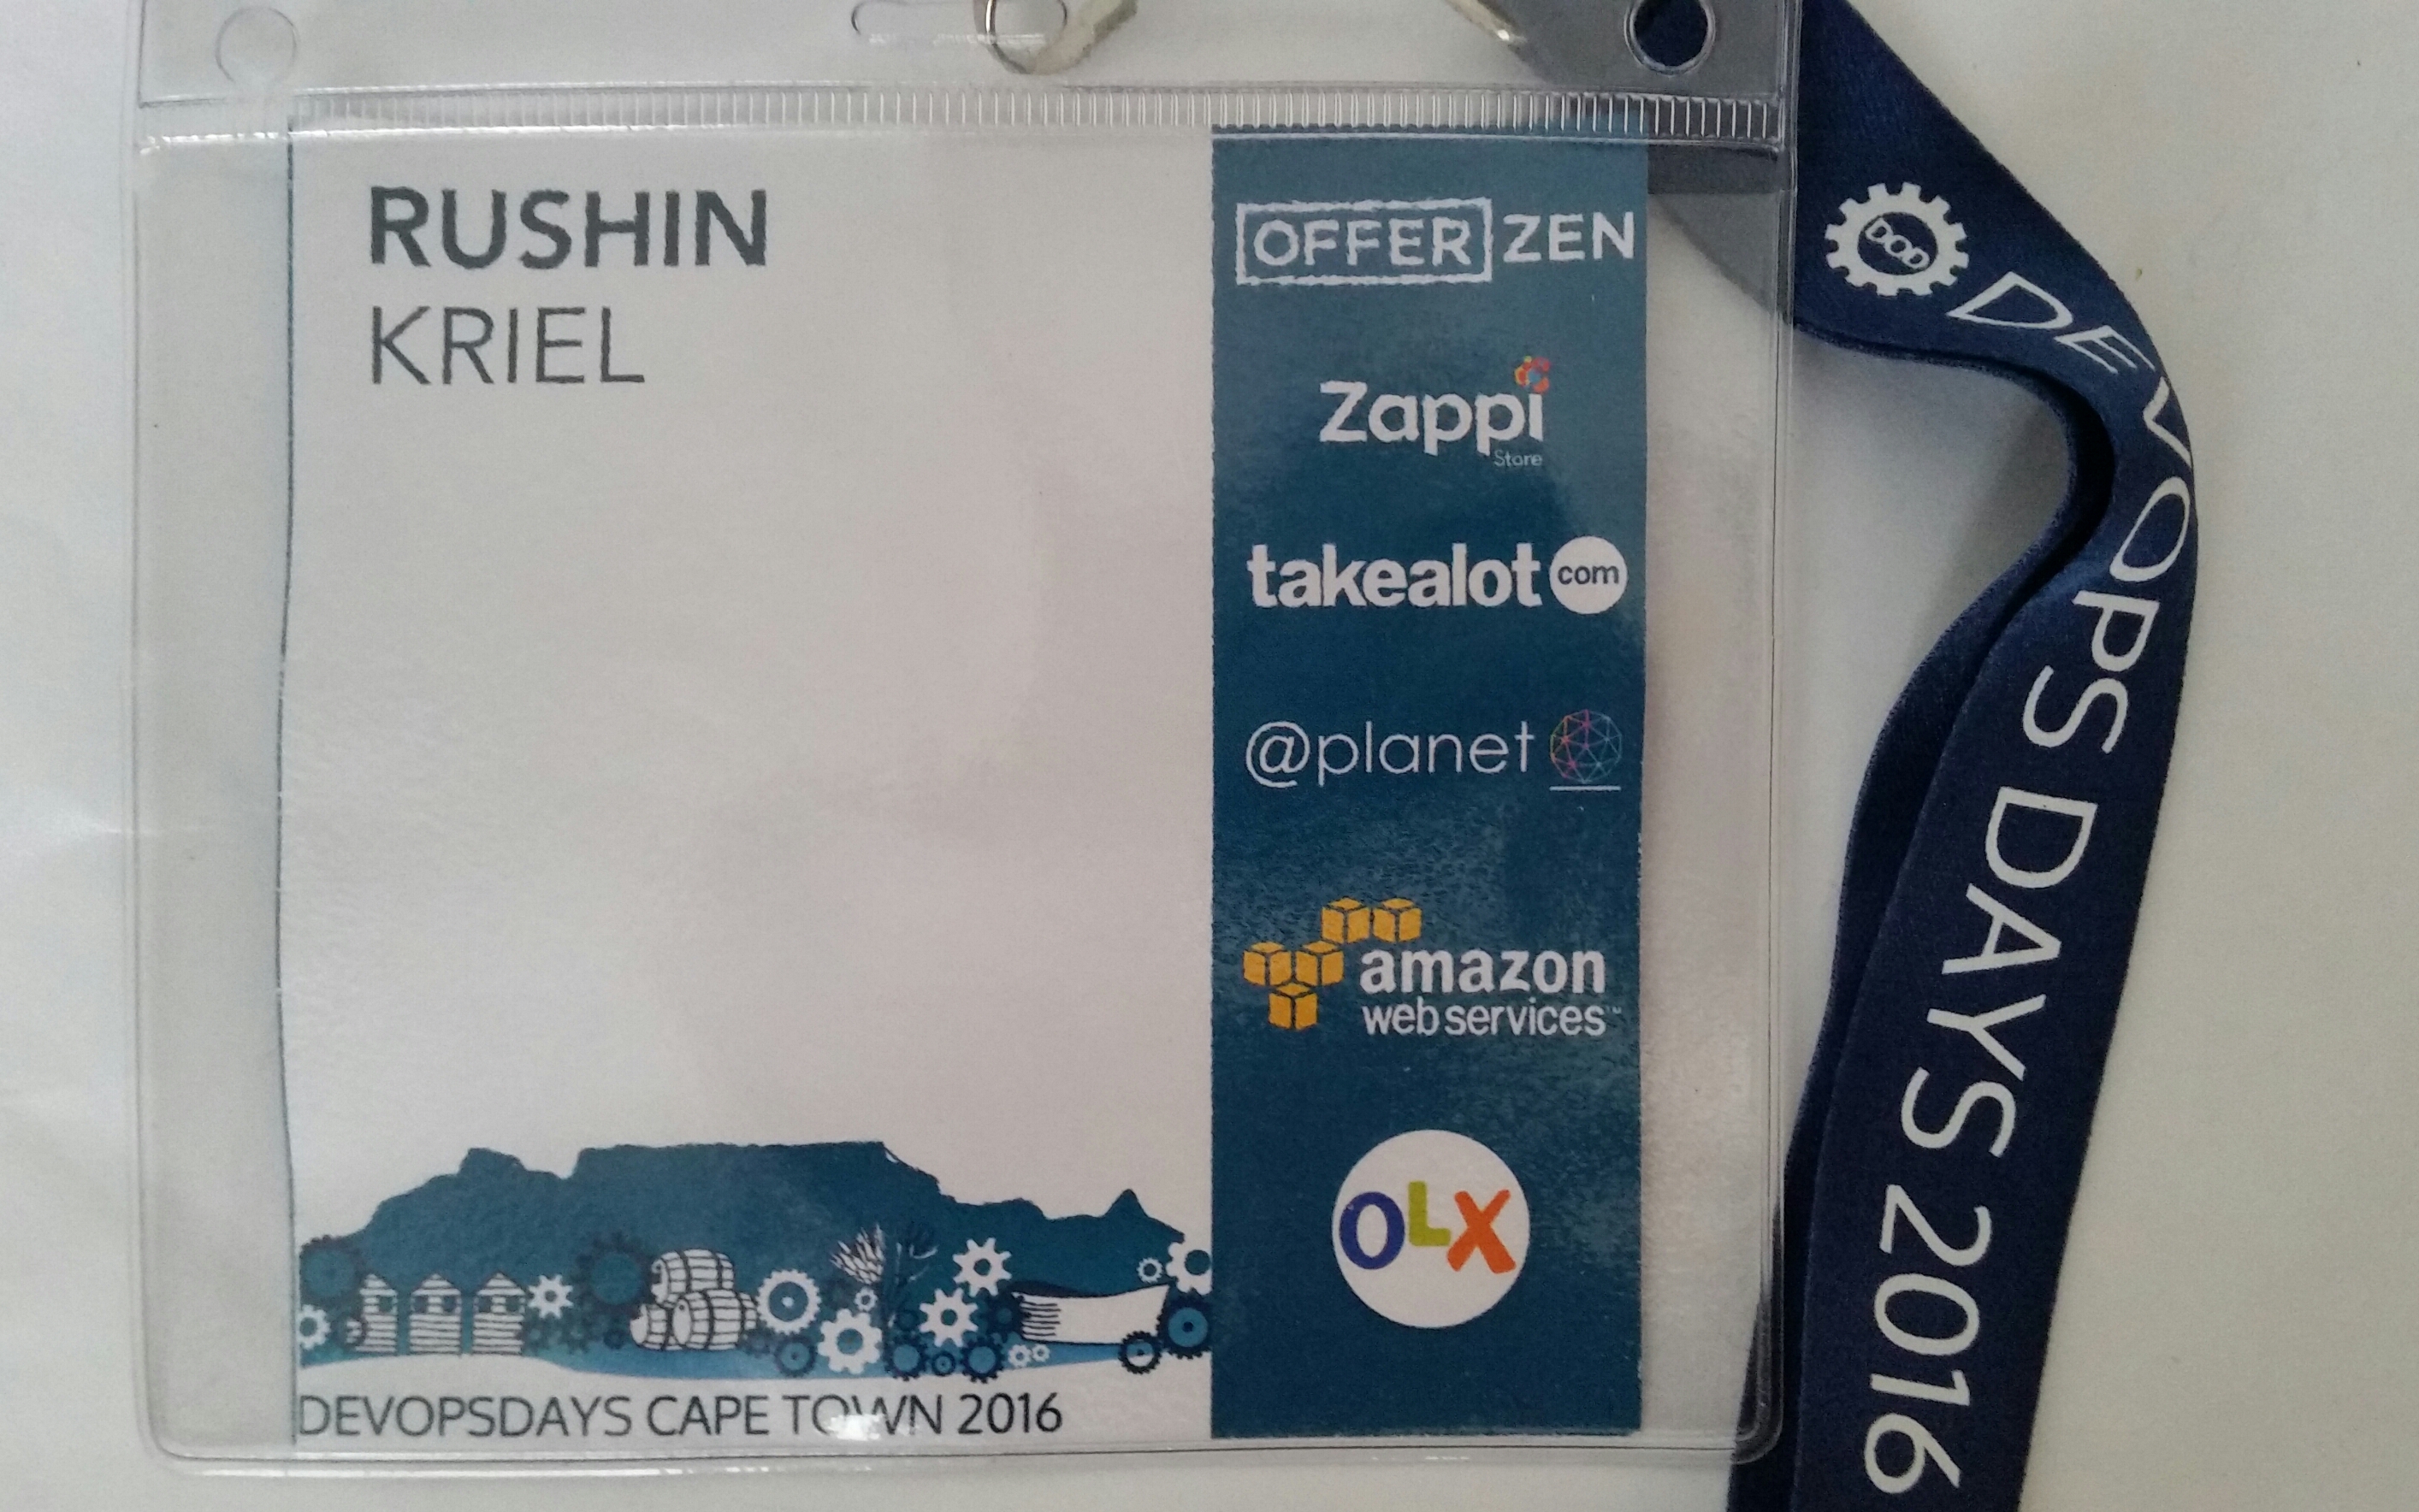 RUSHIN
KRIEL
OFFER ZEN
Zappi
Store
takealot com
@planet
amazon
web services™
OLX
DEVOPSDAYS CAPE TOWN 2016
DOD
DEVOPS DAYS 2016